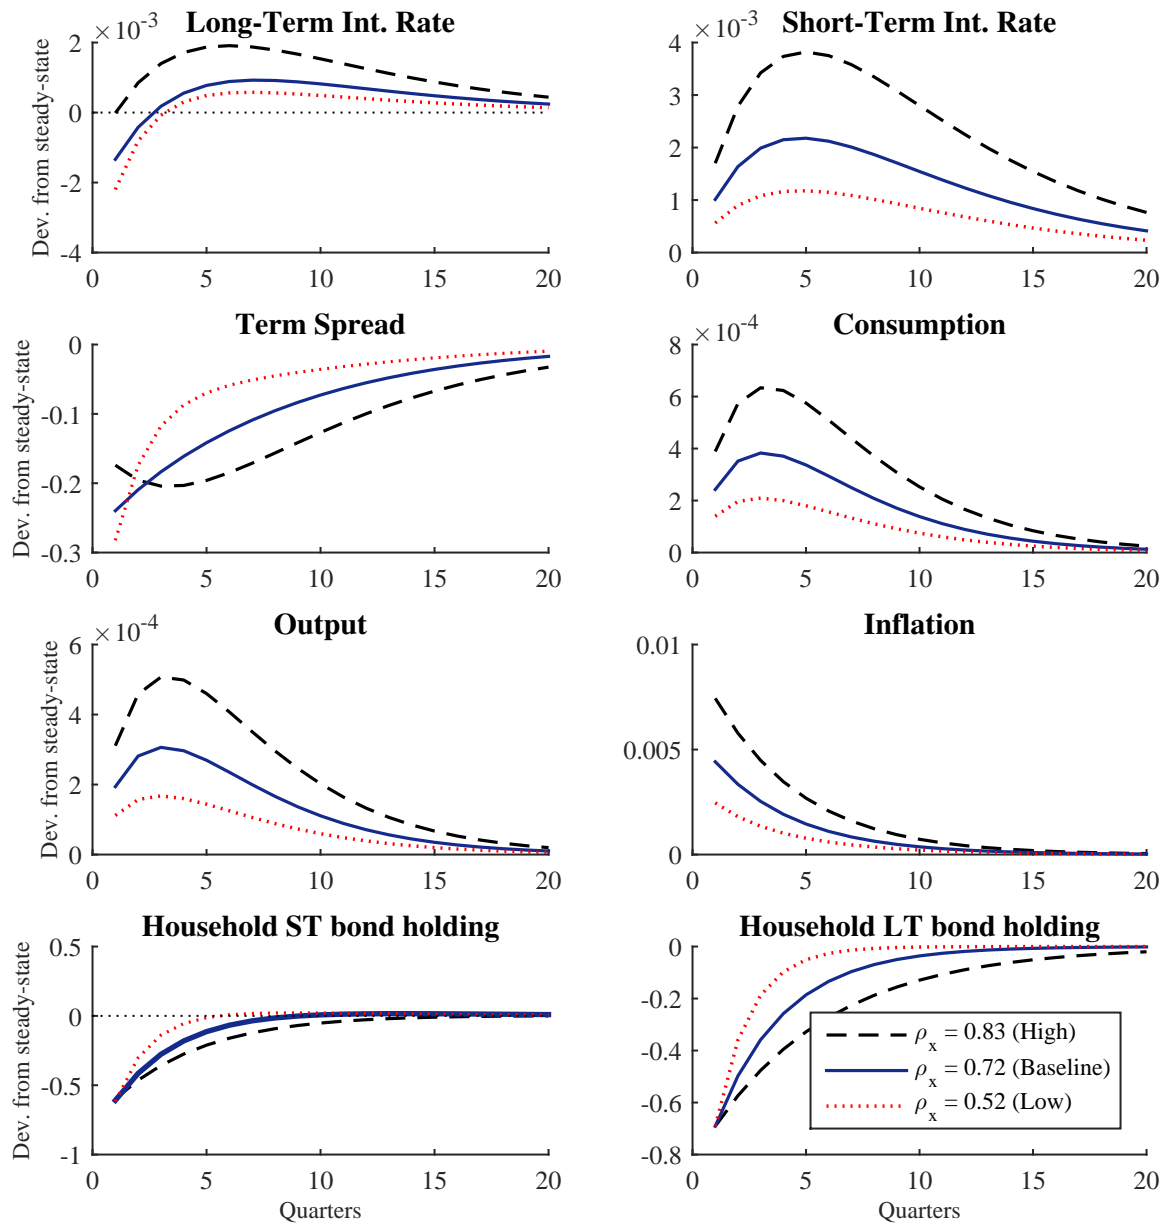 Long-Term Int. Rate
×10⁻³
Dev. from steady-state
2
0
-2
-4
0 5 10 15 20
Short-Term Int. Rate
×10⁻³
4
3
2
1
0
0 5 10 15 20
Term Spread
Dev. from steady-state
0
-0.1
-0.2
-0.3
0 5 10 15 20
Consumption
×10⁻⁴
8
6
4
2
0
0 5 10 15 20
Output
×10⁻⁴
Dev. from steady-state
6
4
2
0
0 5 10 15 20
Inflation
0.01
0.005
0
0 5 10 15 20
Household ST bond holding
Dev. from steady-state
0.5
0
-0.5
-1
0 5 10 15 20
Quarters
Household LT bond holding
0
-0.2
-0.4
-0.6
-0.8
ρ_x = 0.83 (High)
ρ_x = 0.72 (Baseline)
ρ_x = 0.52 (Low)
0 5 10 15 20
Quarters